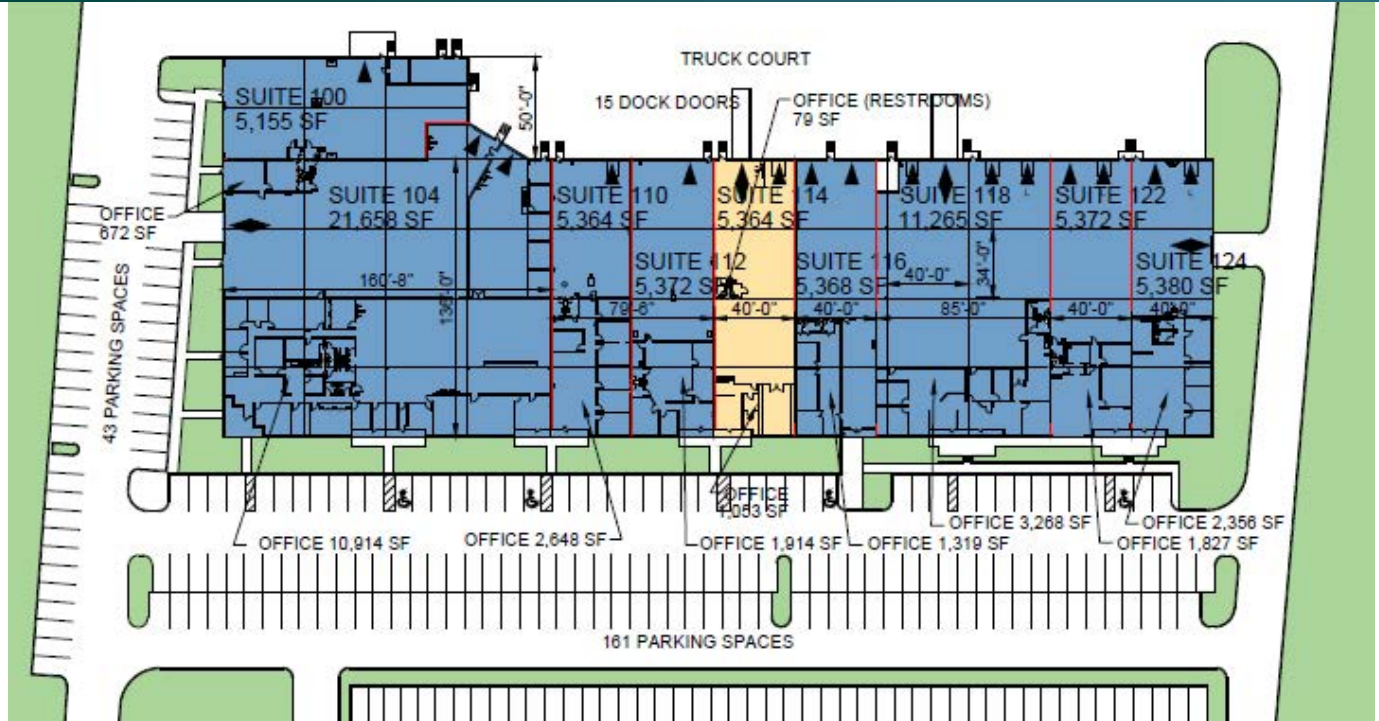 TRUCK COURT
15 DOCK DOORS
OFFICE (RESTROOMS)
79 SF
50'-0"
SUITE 100
5,155 SF
SUITE 104
21,658 SF
SUITE 110
5,364 SF
SUITE 114
5,364 SF
SUITE 118
11,265 SF
SUITE 122
5,372 SF
OFFICE
672 SF
SUITE 112
5,372 SF
SUITE 116
5,368 SF
SUITE 124
5,380 SF
160'-8"
136'-0"
40'-0"
34'-0"
79'-6"
40'-0"
40'-0"
85'-0"
40'-0"
40'-0"
43 PARKING SPACES
OFFICE
1,053 SF
OFFICE 10,914 SF
OFFICE 2,648 SF
OFFICE 1,914 SF
OFFICE 1,319 SF
OFFICE 3,268 SF
OFFICE 2,356 SF
OFFICE 1,827 SF
161 PARKING SPACES